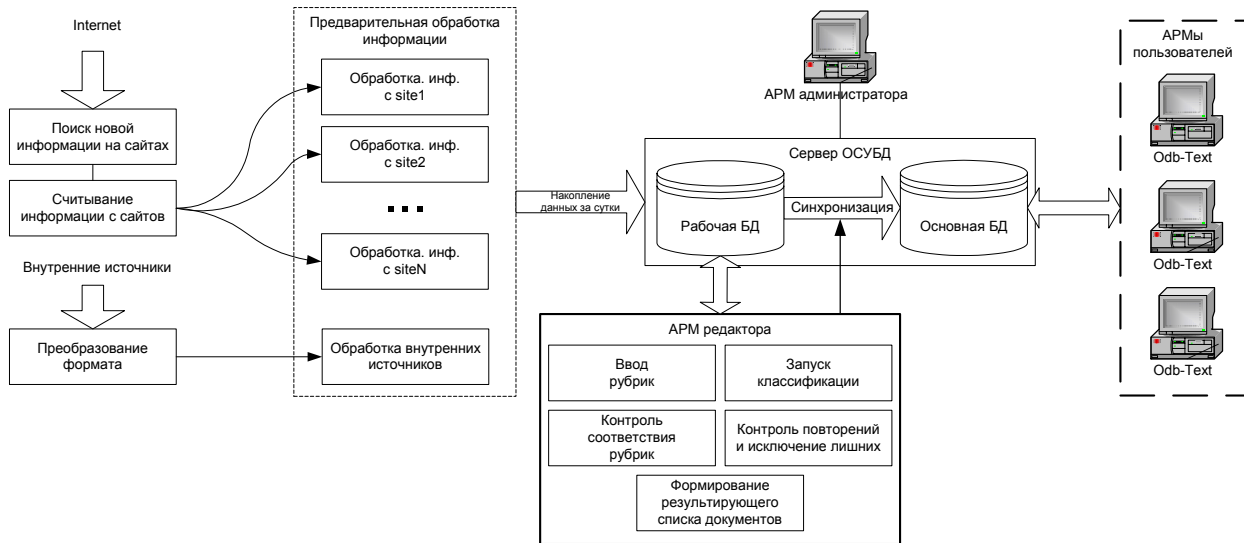 Internet
Поиск новой
информации на сайтах
Считывание
информации с сайтов
Внутренние источники
Преобразование
формата
Предварительная обработка
информации
Обработка. инф.
с site1
Обработка. инф.
с site2
...
Обработка. инф.
с siteN
Обработка внутренних
источников
Накопление
данных за сутки
АРМ администратора
Сервер ОСУБД
Рабочая БД
Синхронизация
Основная БД
АРМ редактора
Ввод
рубрик
Запуск
классификации
Контроль
соответствия
рубрик
Контроль повторений
и исключение лишних
Формирование
результирующего
списка документов
АРМы
пользователей
Odb-Text
Odb-Text
Odb-Text